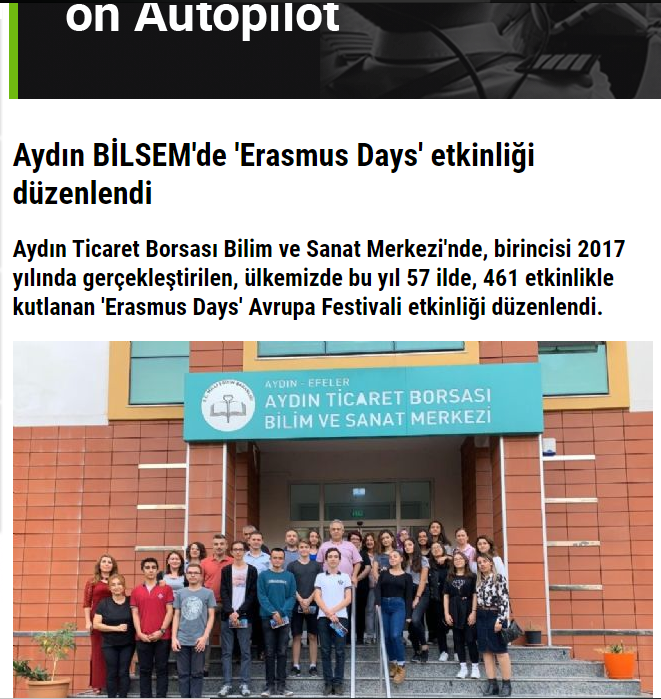 on Autopilot
Aydın BİLSEM'de 'Erasmus Days' etkinliği
düzenlendi
Aydın Ticaret Borsası Bilim ve Sanat Merkezi'nde, birincisi 2017
yılında gerçekleştirilen, ülkemizde bu yıl 57 ilde, 461 etkinlikle
kutlanan 'Erasmus Days' Avrupa Festivali etkinliği düzenlendi.
AYDIN - EFELER
AYDIN TİCARET BORSASI
BİLİM VE SANAT MERKEZİ